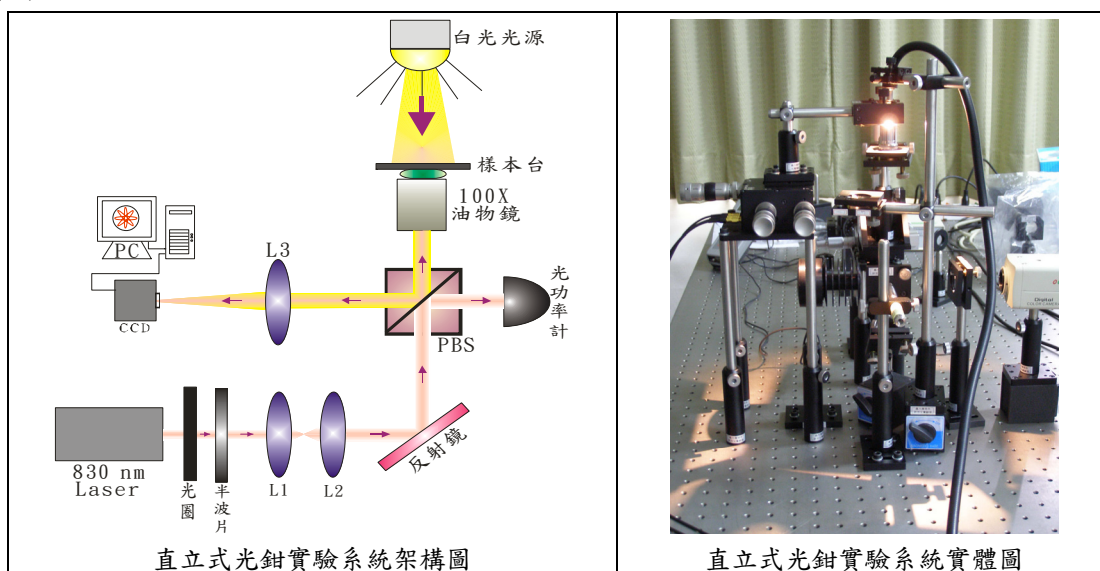 白光光源
樣本台
100X
油物鏡
PC
L3
CCD
PBS
光功率計
830 nm
Laser
光圈
半波片
L1
L2
反射鏡
直立式光鉗實驗系統架構圖
Digital
直立式光鉗實驗系統實體圖